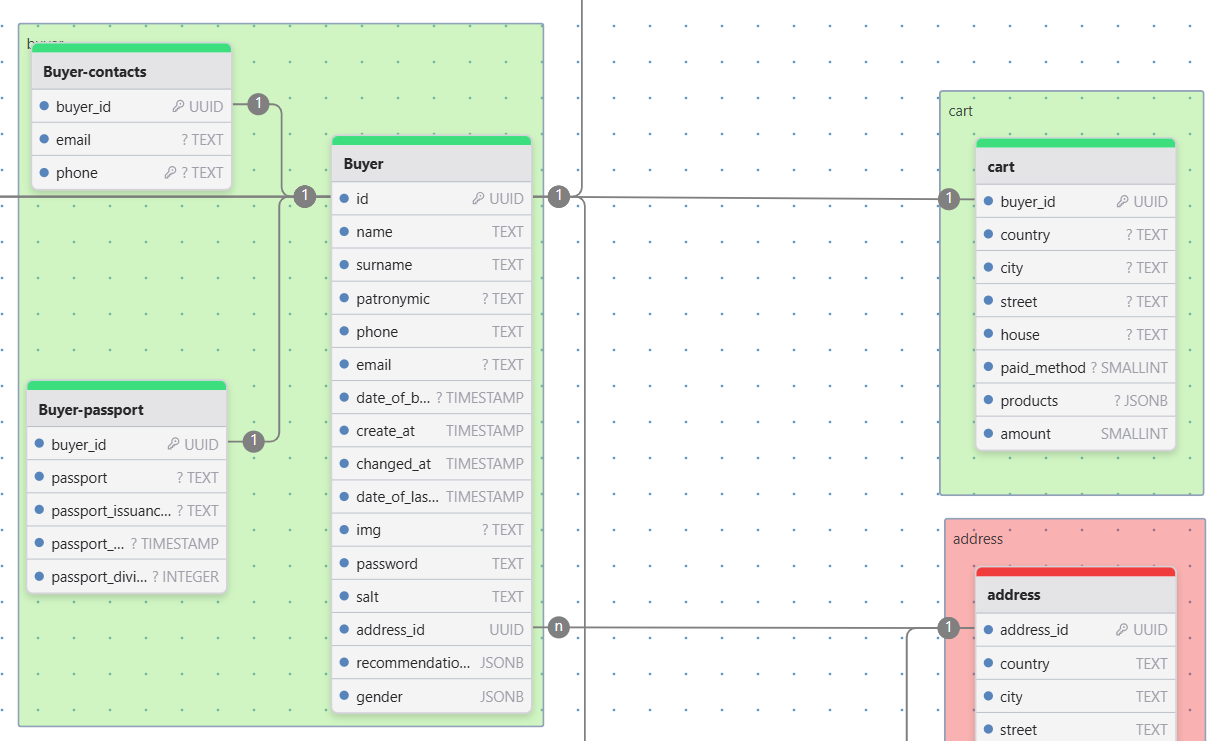 Buyer-contacts
buyer_id UUID
email ? TEXT
phone ? TEXT
1
Buyer
id UUID
name TEXT
surname TEXT
patronymic ? TEXT
phone TEXT
email ? TEXT
date_of_b... ? TIMESTAMP
create_at TIMESTAMP
changed_at TIMESTAMP
date_of_las... TIMESTAMP
img ? TEXT
password TEXT
salt TEXT
address_id UUID
recommendatio... JSONB
gender JSONB
1
1
n
Buyer-passport
buyer_id UUID
passport ? TEXT
passport_issuanc... ? TEXT
passport_... ? TIMESTAMP
passport_divi... ? INTEGER
1
cart
cart
1
buyer_id UUID
country ? TEXT
city ? TEXT
street ? TEXT
house ? TEXT
paid_method ? SMALLINT
products ? JSONB
amount SMALLINT
address
address
1
address_id UUID
country TEXT
city TEXT
street TEXT